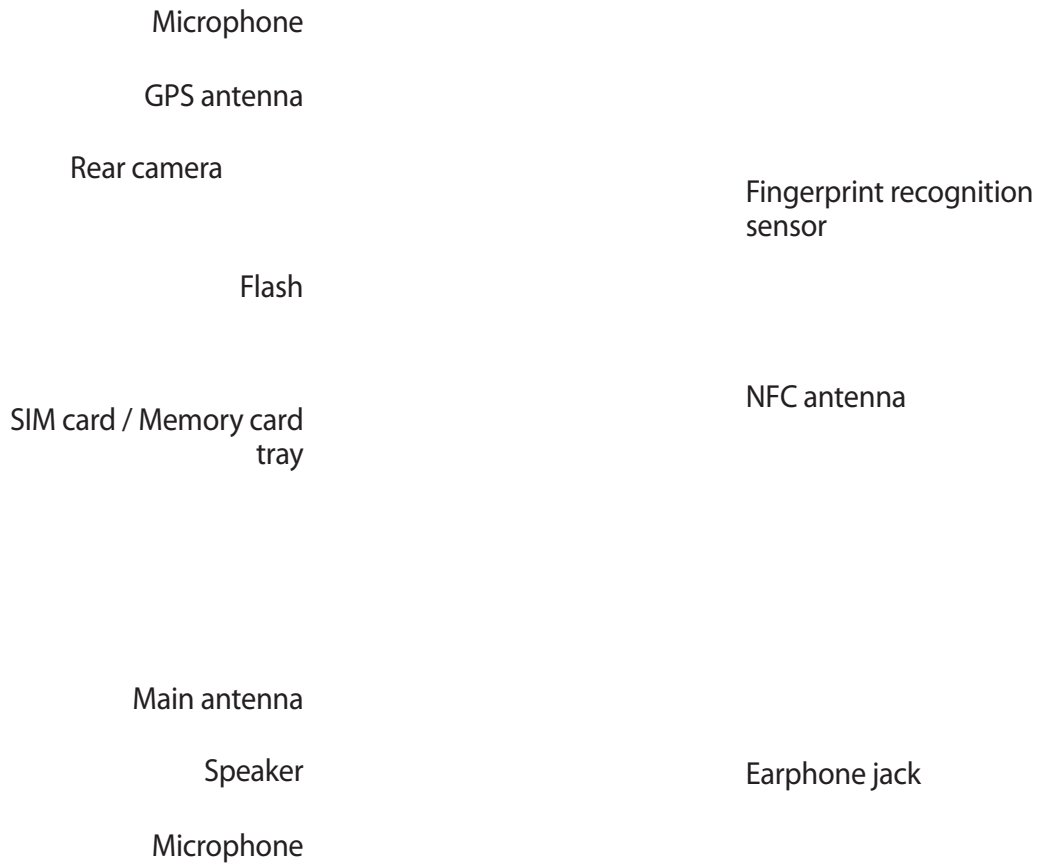 Microphone
GPS antenna
Rear camera
Fingerprint recognition
sensor
Flash
NFC antenna
SIM card / Memory card
tray
Main antenna
Speaker
Earphone jack
Microphone